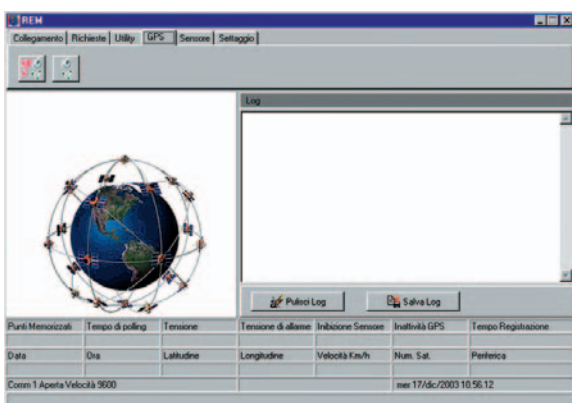 REM
Collegamento Richieste Utility GPS Sensore Settaggio
Log
Pulisci Log Salva Log
Punti Memorizzati Tempo di polling Tensione Tensione di allarme Inibizione Sensore Inattività GPS Tempo Registrazione
Data Ora Latitudine Longitudine Velocità Km/h Num. Sat. Periferica
Comm 1 Aperta Velocità 9600 mer 17/dic/2003 10.56.12